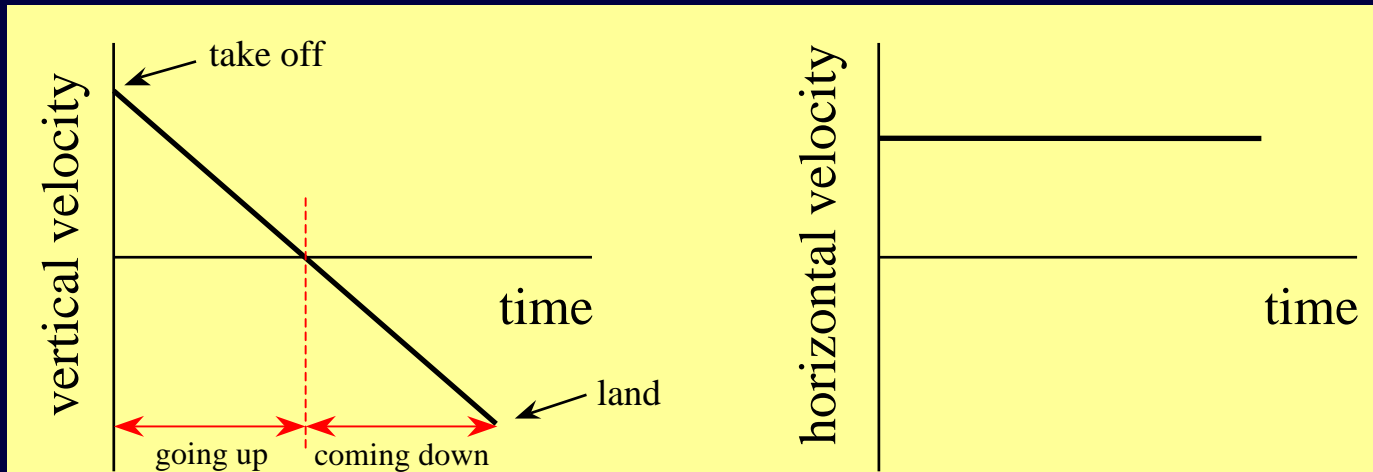 take off
vertical velocity
time
land
going up
coming down
horizontal velocity
time